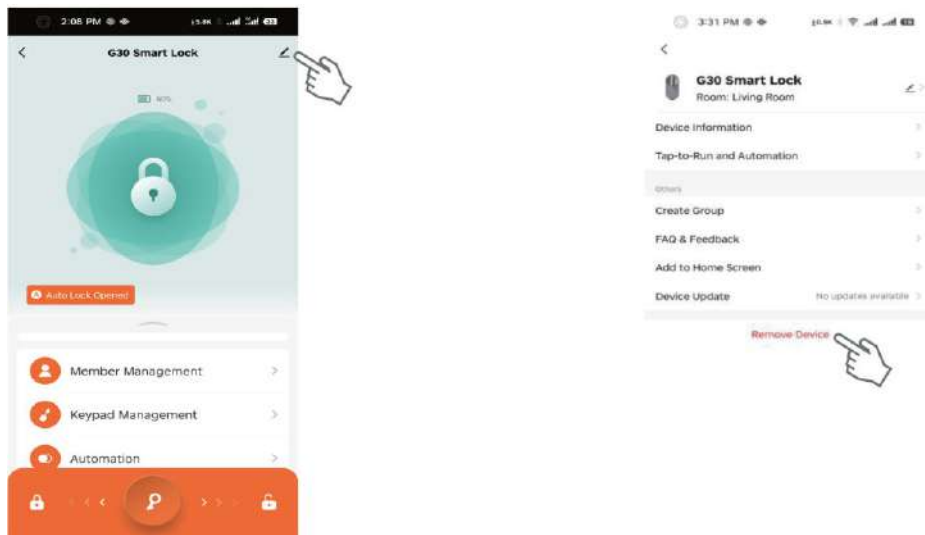 2:08 PM
G30 Smart Lock
Auto Lock Opened
Member Management
Keypad Management
Automation
3:31 PM
G30 Smart Lock
Room: Living Room
Device Information
Tap-to-Run and Automation
Others
Create Group
FAQ & Feedback
Add to Home Screen
Device Update No updates available
Remove Device